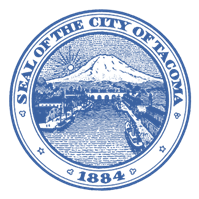 SEAL OF THE CITY OF TACOMA
1884